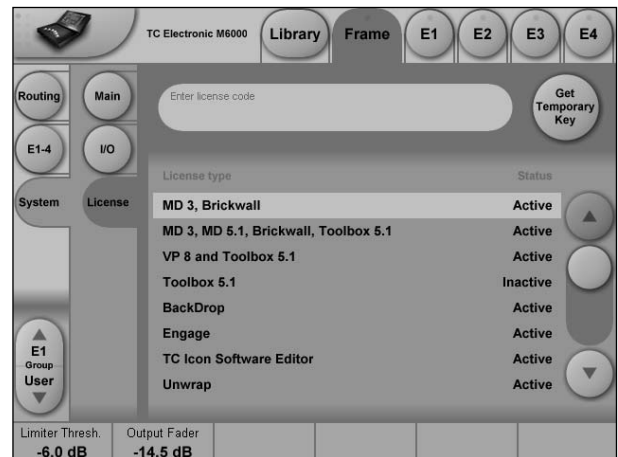 TC Electronic M6000
Library
Frame
E1
E2
E3
E4
Routing
Main
Enter license code
Get
Temporary
Key
E1-4
I/O
License type Status
System
License
MD 3, Brickwall Active
MD 3, MD 5.1, Brickwall, Toolbox 5.1 Active
VP 8 and Toolbox 5.1 Active
Toolbox 5.1 Inactive
BackDrop Active
Engage Active
TC Icon Software Editor Active
Unwrap Active
E1
Group
User
Limiter Thresh. Output Fader
-6.0 dB -14.5 dB